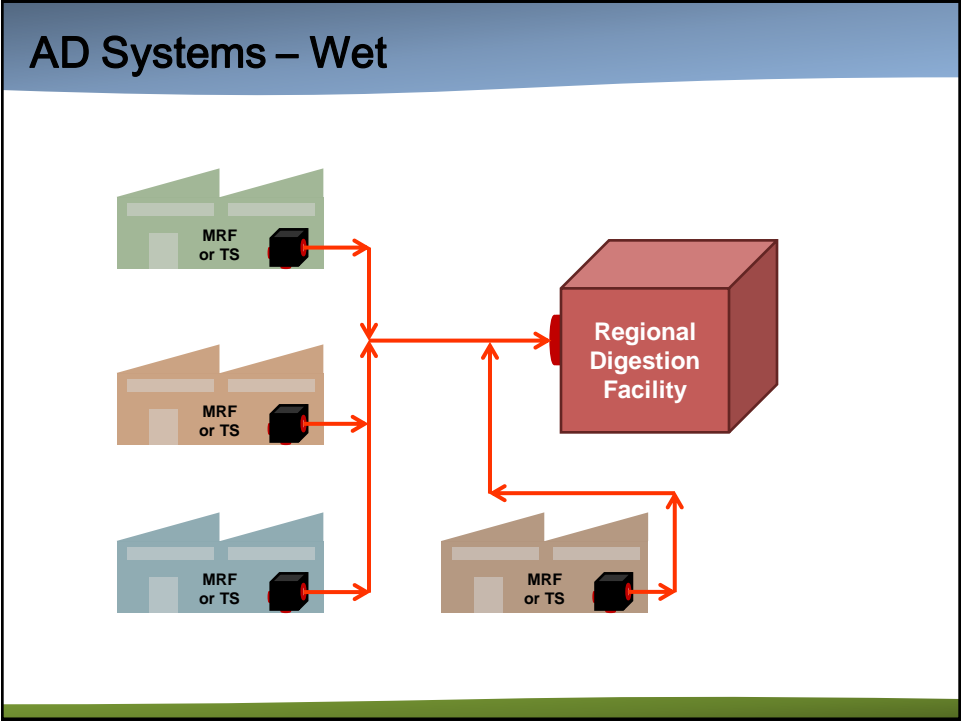 AD Systems – Wet
MRF
or TS
Regional
Digestion
Facility
MRF
or TS
MRF
or TS
MRF
or TS